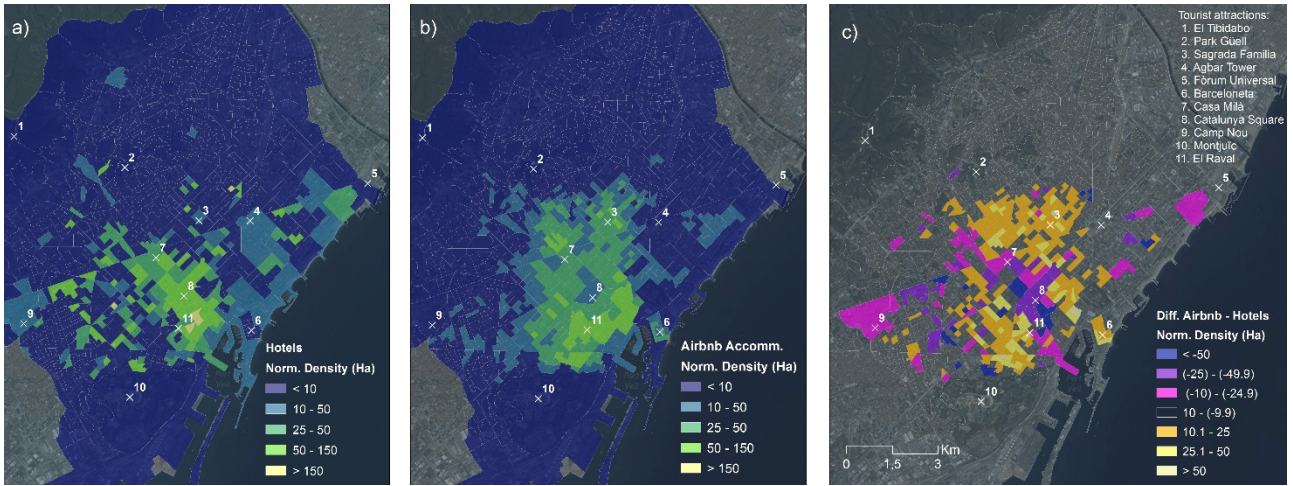 a)
1
2
3
4
5
7
8
9
11
6
10
Hotels
Norm. Density (Ha)
< 10
10 - 50
25 - 50
50 - 150
> 150
b)
1
2
3
4
5
7
8
9
11
6
10
Airbnb Accomm.
Norm. Density (Ha)
< 10
10 - 50
25 - 50
50 - 150
> 150
c)
Tourist attractions:
1. El Tibidabo
2. Park Güell
3. Sagrada Familia
4. Agbar Tower
5. Fòrum Universal
6. Barceloneta
7. Casa Milà
8. Catalunya Square
9. Camp Nou
10. Montjuïc
11. El Raval
1
2
3
4
5
7
8
9
11
6
10
Diff. Airbnb - Hotels
Norm. Density (Ha)
< -50
(-25) - (-49.9)
(-10) - (-24.9)
10 - (-9.9)
10.1 - 25
25.1 - 50
> 50
Km
0 1,5 3